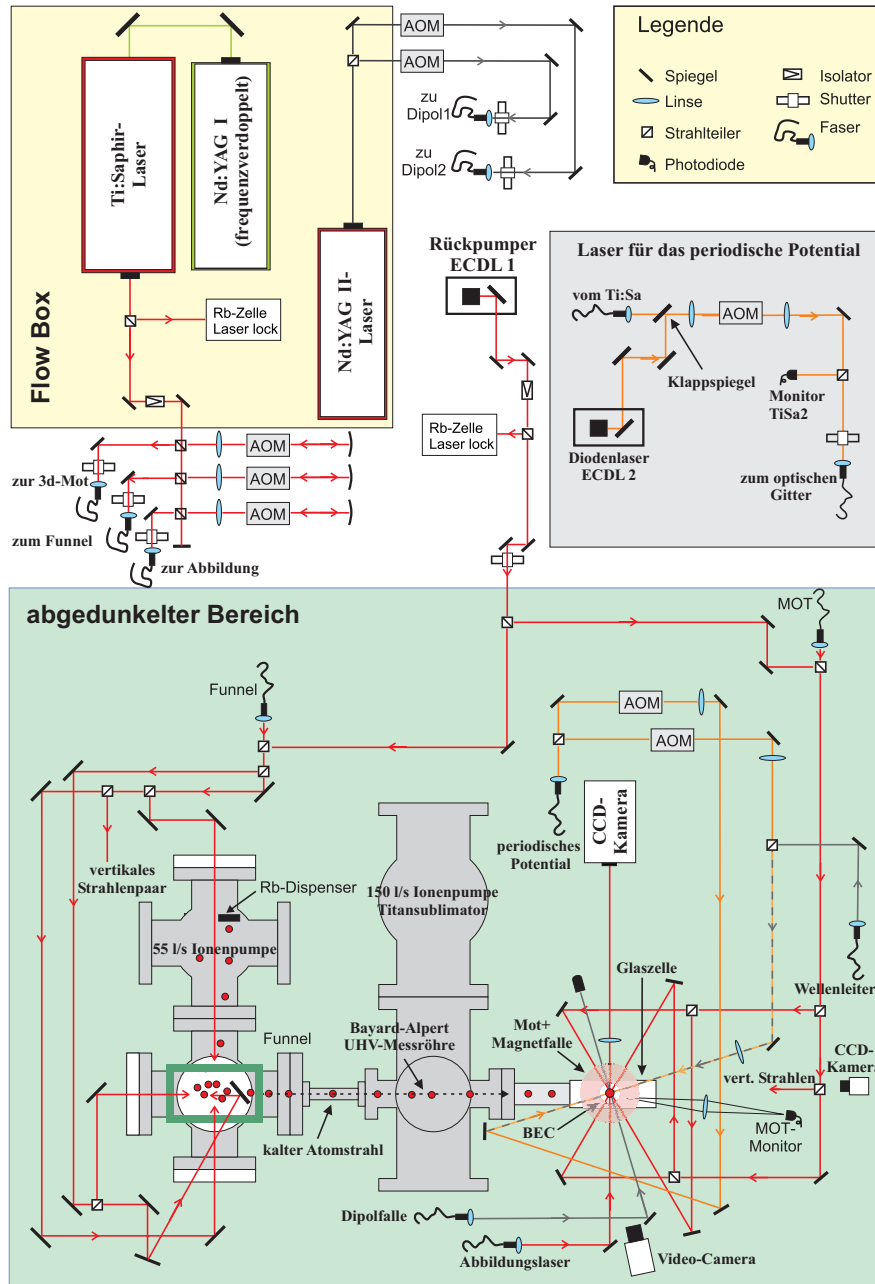 Legende
Spiegel
Linse
Strahlteiler
Photodiode
Isolator
Shutter
Faser
AOM
AOM
zu
Dipol1
zu
Dipol2
Ti:Saphir-
Laser
Nd:YAG I
(frequenzverdoppelt)
Nd:YAG II-
Laser
Flow Box
Rb-Zelle
Laser lock
Rückpumper
ECDL 1
Rb-Zelle
Laser lock
Laser für das periodische Potential
vom Ti:Sa
AOM
Klappspiegel
Monitor
TiSa2
Diodenlaser
ECDL 2
zum optischen
Gitter
AOM
AOM
AOM
zur 3d-Mot
zum Funnel
zur Abbildung
abgedunkelter Bereich
MOT
Funnel
AOM
AOM
CCD-
Kamera
periodisches
Potential
vertikales
Strahlenpaar
Rb-Dispenser
150 l/s Ionenpumpe
Titansublimator
55 l/s Ionenpumpe
Glaszelle
Wellenleiter
Funnel
Bayard-Alpert
UHV-Messröhre
Mot+
Magnetfalle
vert. Strahlen
CCD-
Kamera
BEC
MOT-
Monitor
kalter Atomstrahl
Dipolfalle
Abbildungslaser
Video-Camera